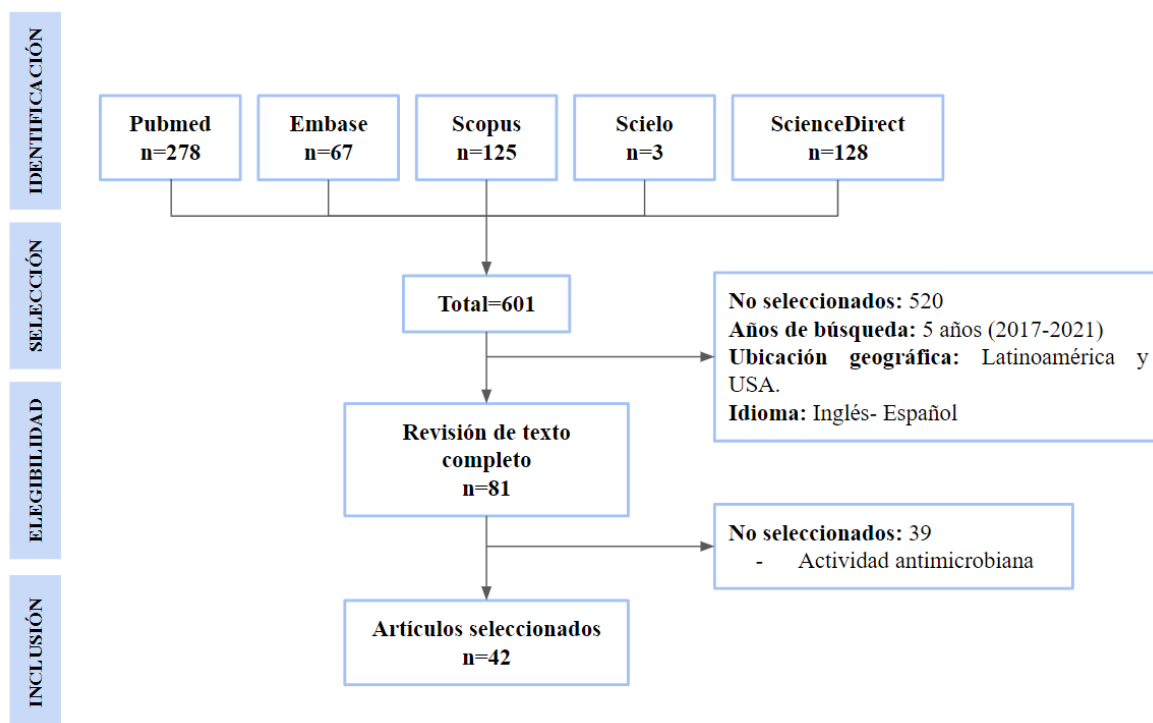 IDENTIFICACIÓN
Pubmed
n=278
Embase
n=67
Scopus
n=125
Scielo
n=3
ScienceDirect
n=128
SELECCIÓN
Total=601
No seleccionados: 520
Años de búsqueda: 5 años (2017-2021)
Ubicación geográfica: Latinoamérica y
USA.
Idioma: Inglés- Español
ELEGIBILIDAD
Revisión de texto
completo
n=81
No seleccionados: 39
- Actividad antimicrobiana
INCLUSIÓN
Artículos seleccionados
n=42